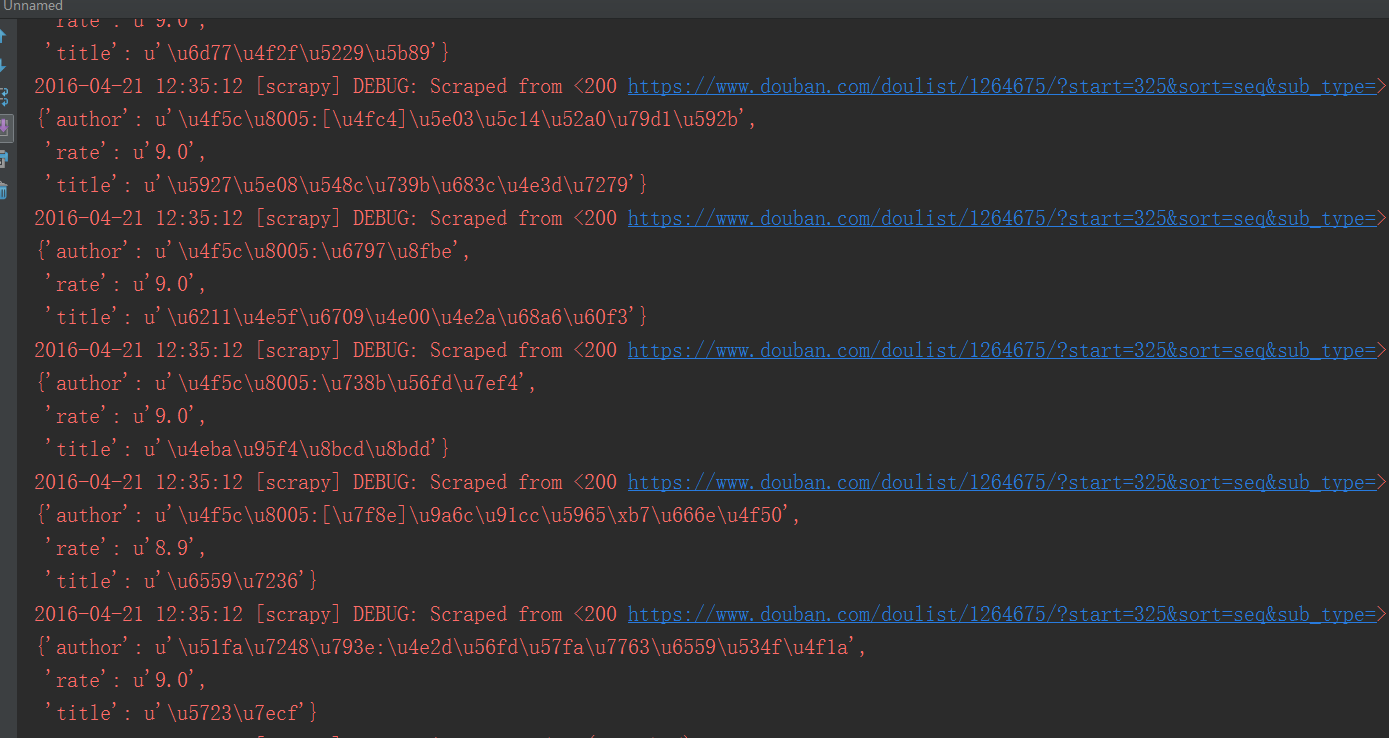 Unnamed
'rate': u'9.0',
'title': u'\u6d77\u4f2f\u5229\u5b89'}
2016-04-21 12:35:12 [scrapy] DEBUG: Scraped from <200 https://www.douban.com/doulist/1264675/?start=325&sort=seq&sub_type=>
{'author': u'\u4f5c\u8005:[\u4fc4]\u5e03\u5c14\u52a0\u79d1\u592b',
'rate': u'9.0',
'title': u'\u5927\u5e08\u548c\u739b\u683c\u4e3d\u7279'}
2016-04-21 12:35:12 [scrapy] DEBUG: Scraped from <200 https://www.douban.com/doulist/1264675/?start=325&sort=seq&sub_type=>
{'author': u'\u4f5c\u8005:\u6797\u8fbe',
'rate': u'9.0',
'title': u'\u6211\u4e5f\u6709\u4e00\u4e2a\u68a6\u60f3'}
2016-04-21 12:35:12 [scrapy] DEBUG: Scraped from <200 https://www.douban.com/doulist/1264675/?start=325&sort=seq&sub_type=>
{'author': u'\u4f5c\u8005:\u738b\u56fd\u7ef4',
'rate': u'9.0',
'title': u'\u4eba\u95f4\u8bcd\u8bdd'}
2016-04-21 12:35:12 [scrapy] DEBUG: Scraped from <200 https://www.douban.com/doulist/1264675/?start=325&sort=seq&sub_type=>
{'author': u'\u4f5c\u8005:[\u7f8e]\u9a6c\u91cc\u5965\xb7\u666e\u4f50',
'rate': u'8.9',
'title': u'\u6559\u7236'}
2016-04-21 12:35:12 [scrapy] DEBUG: Scraped from <200 https://www.douban.com/doulist/1264675/?start=325&sort=seq&sub_type=>
{'author': u'\u51fa\u7248\u793e:\u4e2d\u56fd\u57fa\u7763\u6559\u534f\u4f1a',
'rate': u'9.0',
'title': u'\u5723\u7ecf'}